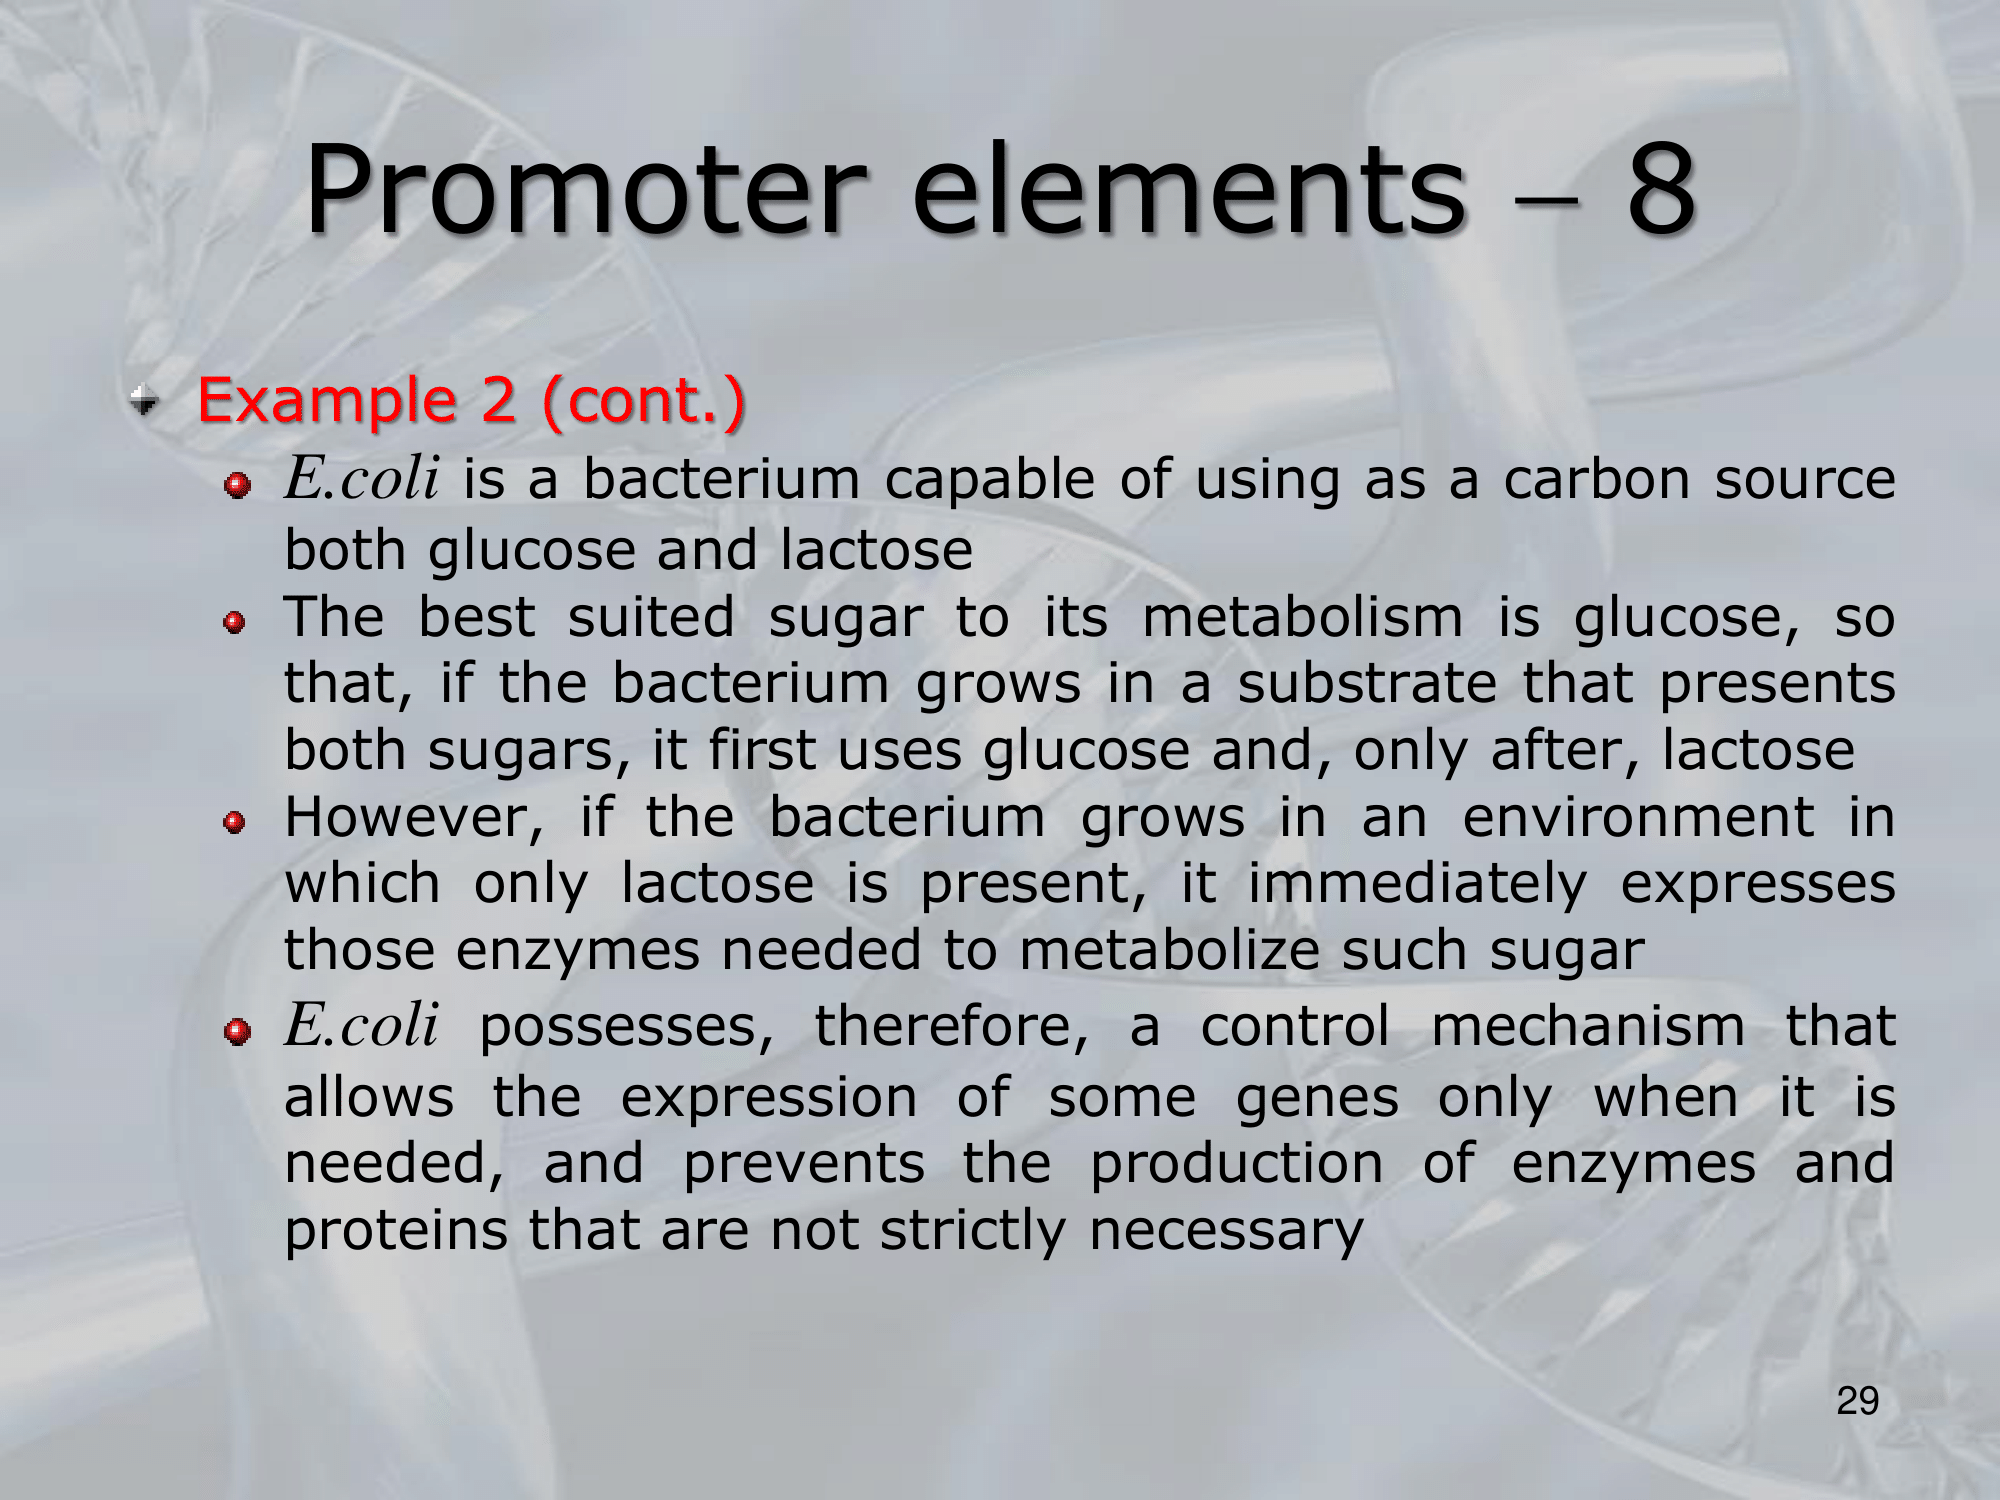 Promoter elements – 8
Example 2 (cont.)
E.coli is a bacterium capable of using as a carbon source
both glucose and lactose
The best suited sugar to its metabolism is glucose, so
that, if the bacterium grows in a substrate that presents
both sugars, it first uses glucose and, only after, lactose
However, if the bacterium grows in an environment in
which only lactose is present, it immediately expresses
those enzymes needed to metabolize such sugar
E.coli possesses, therefore, a control mechanism that
allows the expression of some genes only when it is
needed, and prevents the production of enzymes and
proteins that are not strictly necessary
29